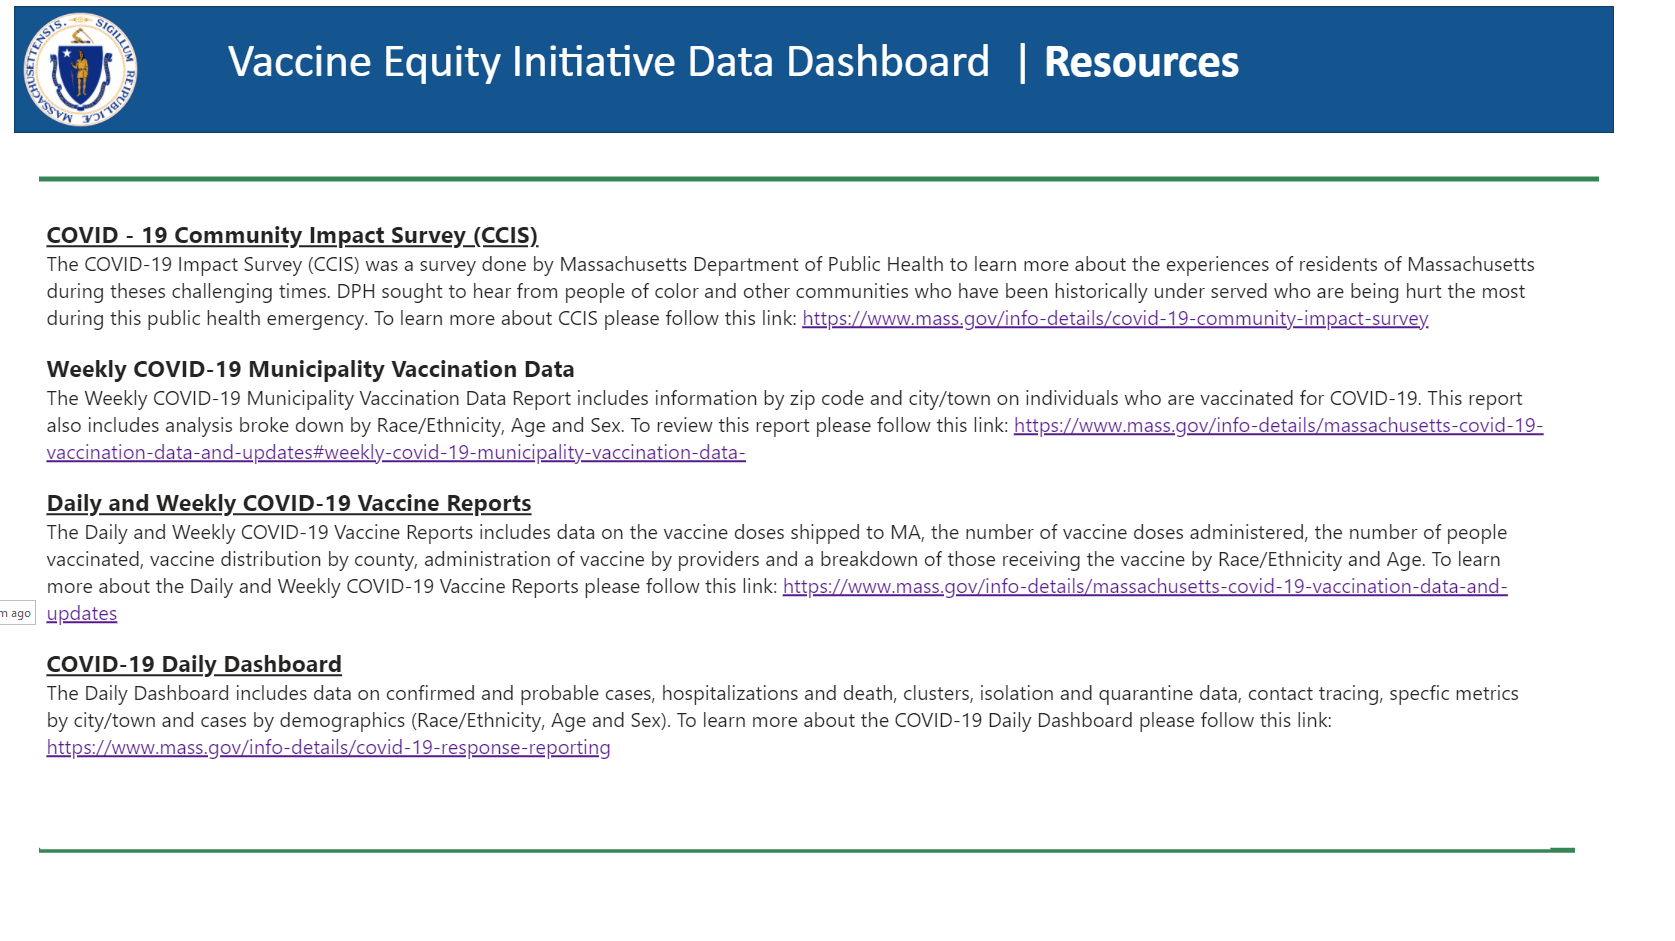 Vaccine Equity Initiative Data Dashboard | Resources
SIGILLUM REIPUBLICÆ MASSACHUSETTENSIS.
COVID - 19 Community Impact Survey (CCIS)
The COVID-19 Impact Survey (CCIS) was a survey done by Massachusetts Department of Public Health to learn more about the experiences of residents of Massachusetts
during theses challenging times. DPH sought to hear from people of color and other communities who have been historically under served who are being hurt the most
during this public health emergency. To learn more about CCIS please follow this link: https://www.mass.gov/info-details/covid-19-community-impact-survey
Weekly COVID-19 Municipality Vaccination Data
The Weekly COVID-19 Municipality Vaccination Data Report includes information by zip code and city/town on individuals who are vaccinated for COVID-19. This report
also includes analysis broke down by Race/Ethnicity, Age and Sex. To review this report please follow this link: https://www.mass.gov/info-details/massachusetts-covid-19-
vaccination-data-and-updates#weekly-covid-19-municipality-vaccination-data-
Daily and Weekly COVID-19 Vaccine Reports
The Daily and Weekly COVID-19 Vaccine Reports includes data on the vaccine doses shipped to MA, the number of vaccine doses administered, the number of people
vaccinated, vaccine distribution by county, administration of vaccine by providers and a breakdown of those receiving the vaccine by Race/Ethnicity and Age. To learn
more about the Daily and Weekly COVID-19 Vaccine Reports please follow this link: https://www.mass.gov/info-details/massachusetts-covid-19-vaccination-data-and-
m ago
updates
COVID-19 Daily Dashboard
The Daily Dashboard includes data on confirmed and probable cases, hospitalizations and death, clusters, isolation and quarantine data, contact tracing, specfic metrics
by city/town and cases by demographics (Race/Ethnicity, Age and Sex). To learn more about the COVID-19 Daily Dashboard please follow this link:
https://www.mass.gov/info-details/covid-19-response-reporting